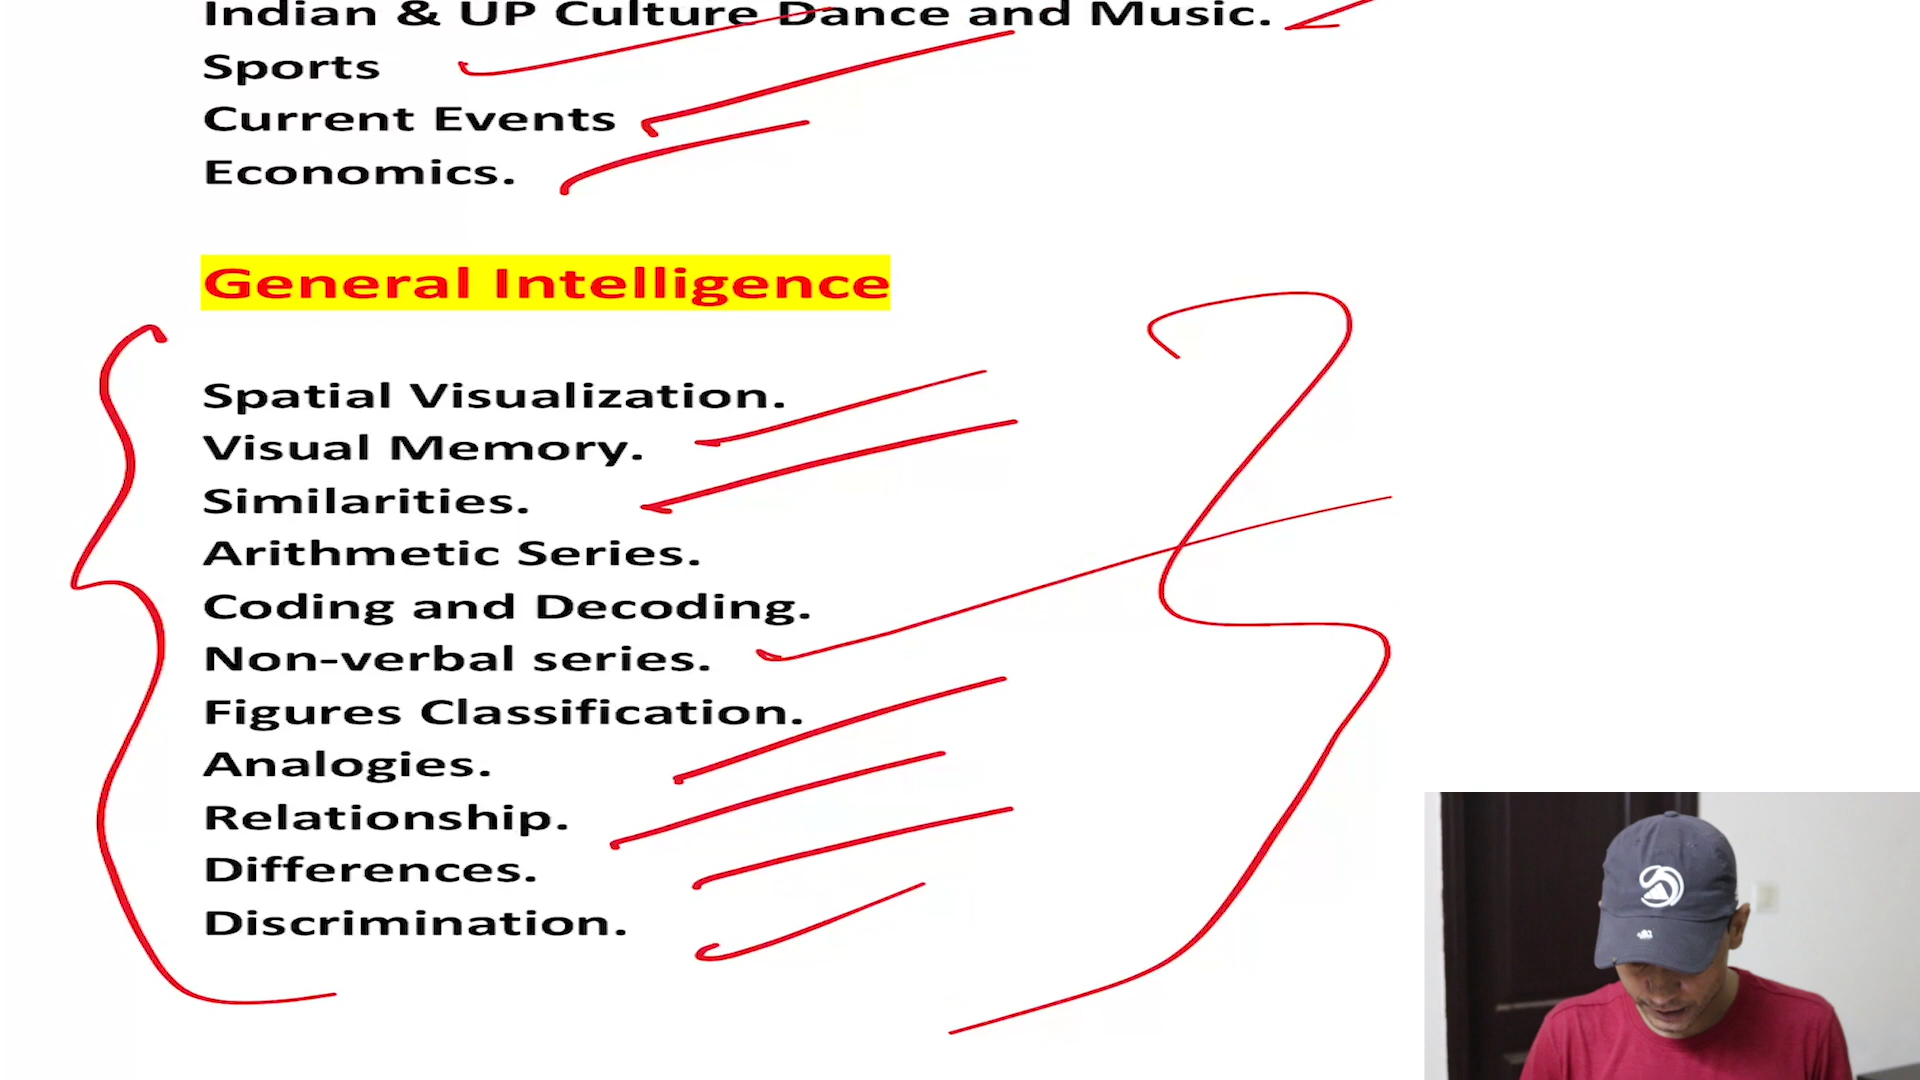 Indian & UP Culture Dance and Music.
Sports
Current Events
Economics.
General Intelligence
Spatial Visualization.
Visual Memory.
Similarities.
Arithmetic Series.
Coding and Decoding.
Non-verbal series.
Figures Classification.
Analogies.
Relationship.
Differences.
Discrimination.